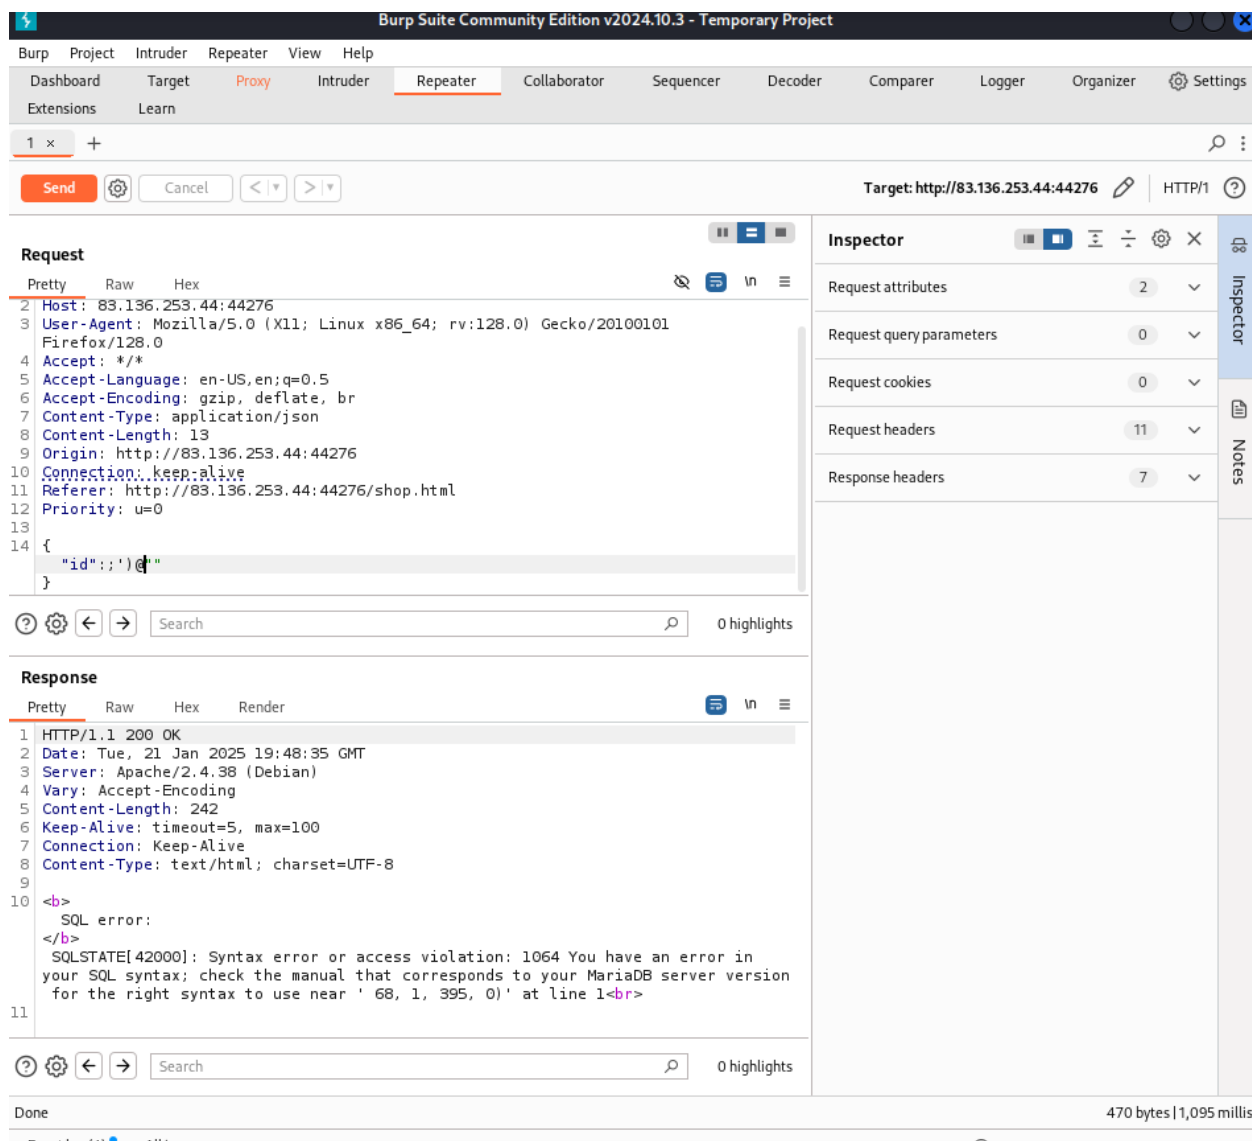 Burp Suite Community Edition v2024.10.3 - Temporary Project
Burp Project Intruder Repeater View Help
Dashboard Target Proxy Intruder Repeater Collaborator Sequencer Decoder Comparer Logger Organizer Settings
Extensions Learn
1 × +
Send Cancel < > Target: http://83.136.253.44:44276 HTTP/1 ?
Request
Pretty Raw Hex \n
2 Host: 83.136.253.44:44276
3 User-Agent: Mozilla/5.0 (X11; Linux x86_64; rv:128.0) Gecko/20100101
Firefox/128.0
4 Accept: */*
5 Accept-Language: en-US,en;q=0.5
6 Accept-Encoding: gzip, deflate, br
7 Content-Type: application/json
8 Content-Length: 13
9 Origin: http://83.136.253.44:44276
10 Connection: keep-alive
11 Referer: http://83.136.253.44:44276/shop.html
12 Priority: u=0
13
14 {
"id":;')@""
}
Search 0 highlights
Response
Pretty Raw Hex Render \n
1 HTTP/1.1 200 OK
2 Date: Tue, 21 Jan 2025 19:48:35 GMT
3 Server: Apache/2.4.38 (Debian)
4 Vary: Accept-Encoding
5 Content-Length: 242
6 Keep-Alive: timeout=5, max=100
7 Connection: Keep-Alive
8 Content-Type: text/html; charset=UTF-8
9
10 <b>
SQL error:
</b>
SQLSTATE[42000]: Syntax error or access violation: 1064 You have an error in
your SQL syntax; check the manual that corresponds to your MariaDB server version
for the right syntax to use near ' 68, 1, 395, 0)' at line 1<br>
11
Search 0 highlights
Inspector
Request attributes 2
Request query parameters 0
Request cookies 0
Request headers 11
Response headers 7
Inspector
Notes
Done 470 bytes | 1,095 millis